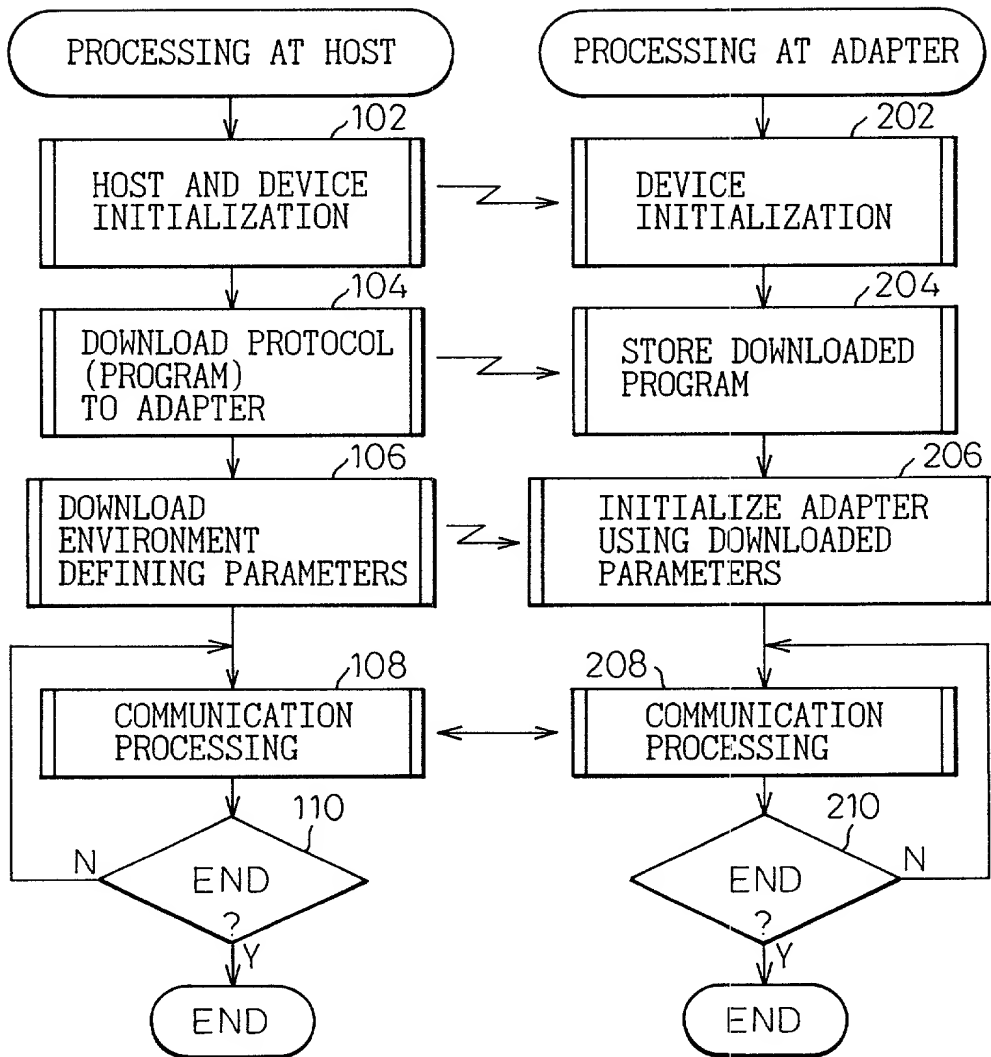 PROCESSING AT HOST
PROCESSING AT ADAPTER
102
202
HOST AND DEVICE
INITIALIZATION
DEVICE
INITIALIZATION
104
204
DOWNLOAD PROTOCOL
(PROGRAM)
TO ADAPTER
STORE DOWNLOADED
PROGRAM
106
206
DOWNLOAD
ENVIRONMENT
DEFINING PARAMETERS
INITIALIZE ADAPTER
USING DOWNLOADED
PARAMETERS
108
208
COMMUNICATION
PROCESSING
COMMUNICATION
PROCESSING
110
210
N
END
?
Y
END
N
?
Y
END
END